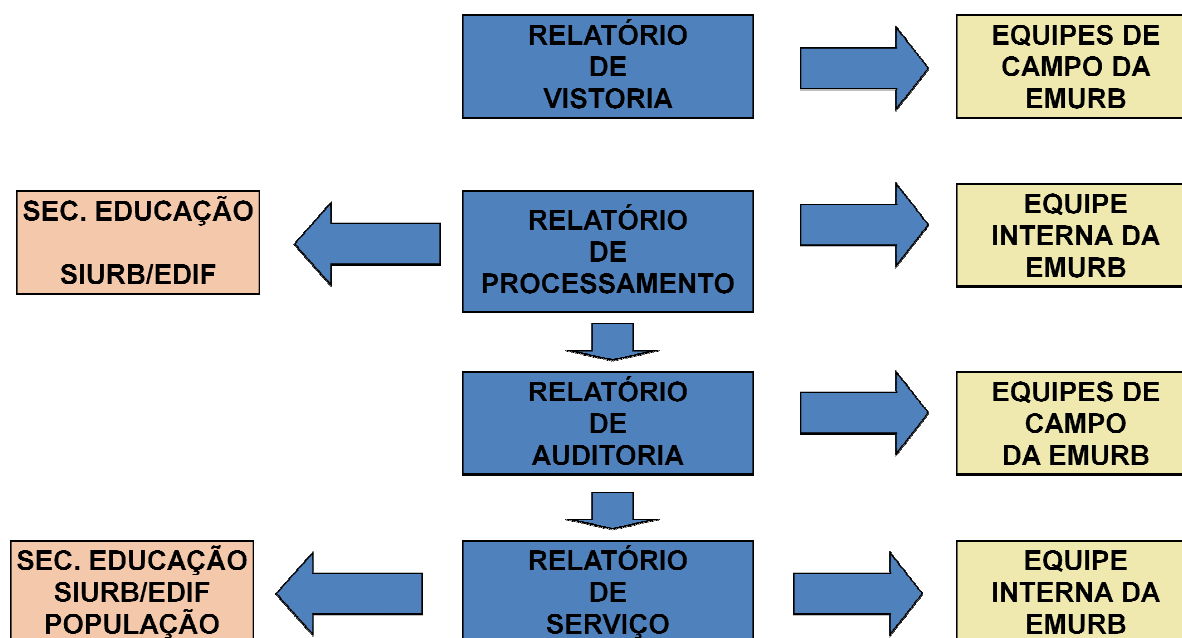 RELATÓRIO
DE
VISTORIA
EQUIPES DE
CAMPO DA
EMURB
SEC. EDUCAÇÃO
SIURB/EDIF
RELATÓRIO
DE
PROCESSAMENTO
EQUIPE
INTERNA DA
EMURB
RELATÓRIO
DE
AUDITORIA
EQUIPES DE
CAMPO
DA EMURB
SEC. EDUCAÇÃO
SIURB/EDIF
POPULAÇÃO
RELATÓRIO
DE
SERVIÇO
EQUIPE
INTERNA DA
EMURB